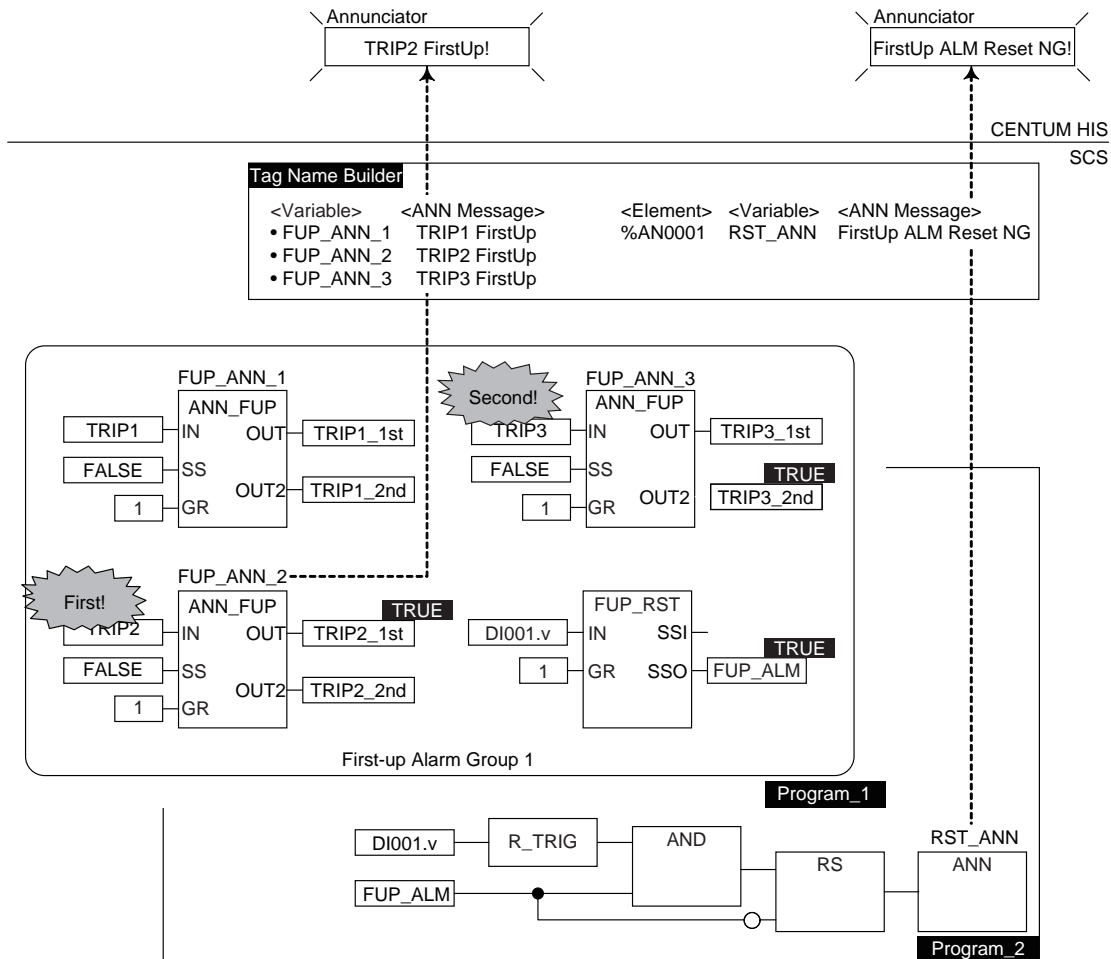 Annunciator
TRIP2 FirstUp!
Annunciator
FirstUp ALM Reset NG!
CENTUM HIS
SCS
Tag Name Builder
<Variable> <ANN Message> <Element> <Variable> <ANN Message>
• FUP_ANN_1 TRIP1 FirstUp %AN0001 RST_ANN FirstUp ALM Reset NG
• FUP_ANN_2 TRIP2 FirstUp
• FUP_ANN_3 TRIP3 FirstUp
FUP_ANN_1
ANN_FUP
TRIP1 IN OUT TRIP1_1st
FALSE SS
OUT2 TRIP1_2nd
1 GR
Second!
FUP_ANN_3
ANN_FUP
TRIP3 IN OUT TRIP3_1st
FALSE SS TRUE
OUT2 TRIP3_2nd
1 GR
First!
FUP_ANN_2
ANN_FUP TRUE
TRIP2 IN OUT TRIP2_1st
FALSE SS
OUT2 TRIP2_2nd
1 GR
FUP_RST
DI001.v IN SSI
TRUE
1 GR SSO FUP_ALM
First-up Alarm Group 1
Program_1
DI001.v R_TRIG AND
FUP_ALM
RS
RST_ANN
ANN
Program_2